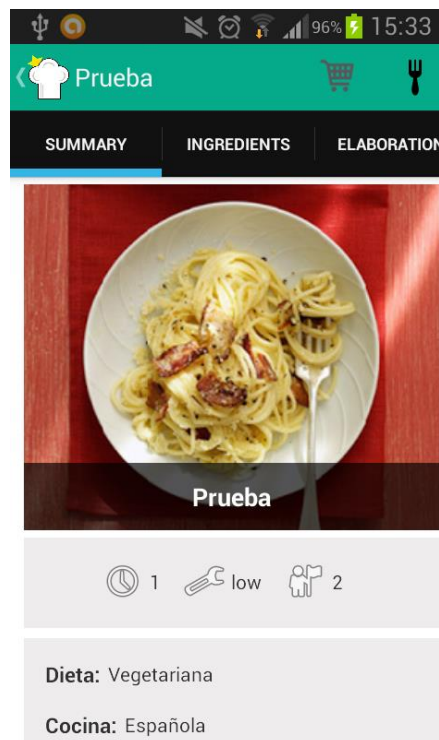 96% 15:33
Prueba
SUMMARY INGREDIENTS ELABORATION
Prueba
1 low 2
Dieta: Vegetariana
Cocina: Española